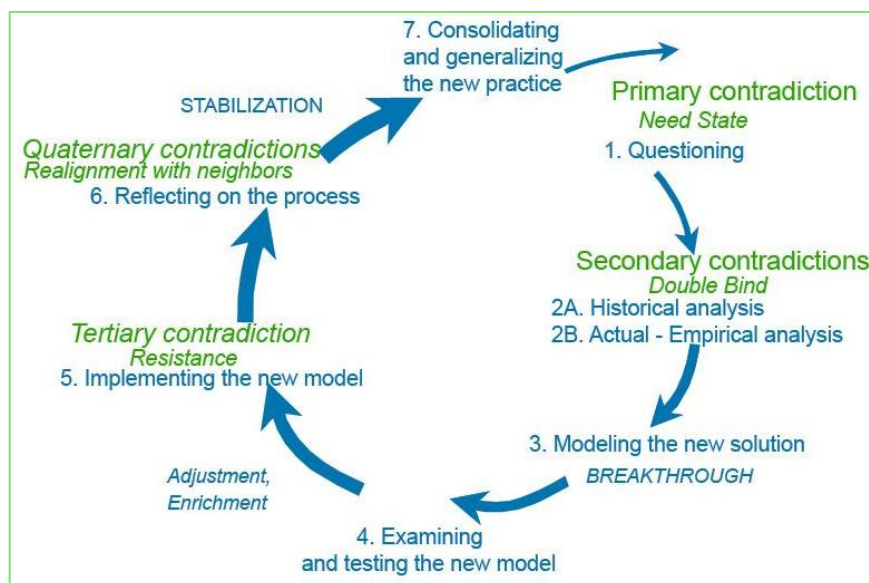 7. Consolidating
and generalizing
the new practice
Primary contradiction
Need State
1. Questioning
Secondary contradictions
Double Bind
2A. Historical analysis
2B. Actual - Empirical analysis
3. Modeling the new solution
BREAKTHROUGH
4. Examining
and testing the new model
Adjustment,
Enrichment
Tertiary contradiction
Resistance
5. Implementing the new model
Quaternary contradictions
Realignment with neighbors
6. Reflecting on the process
STABILIZATION